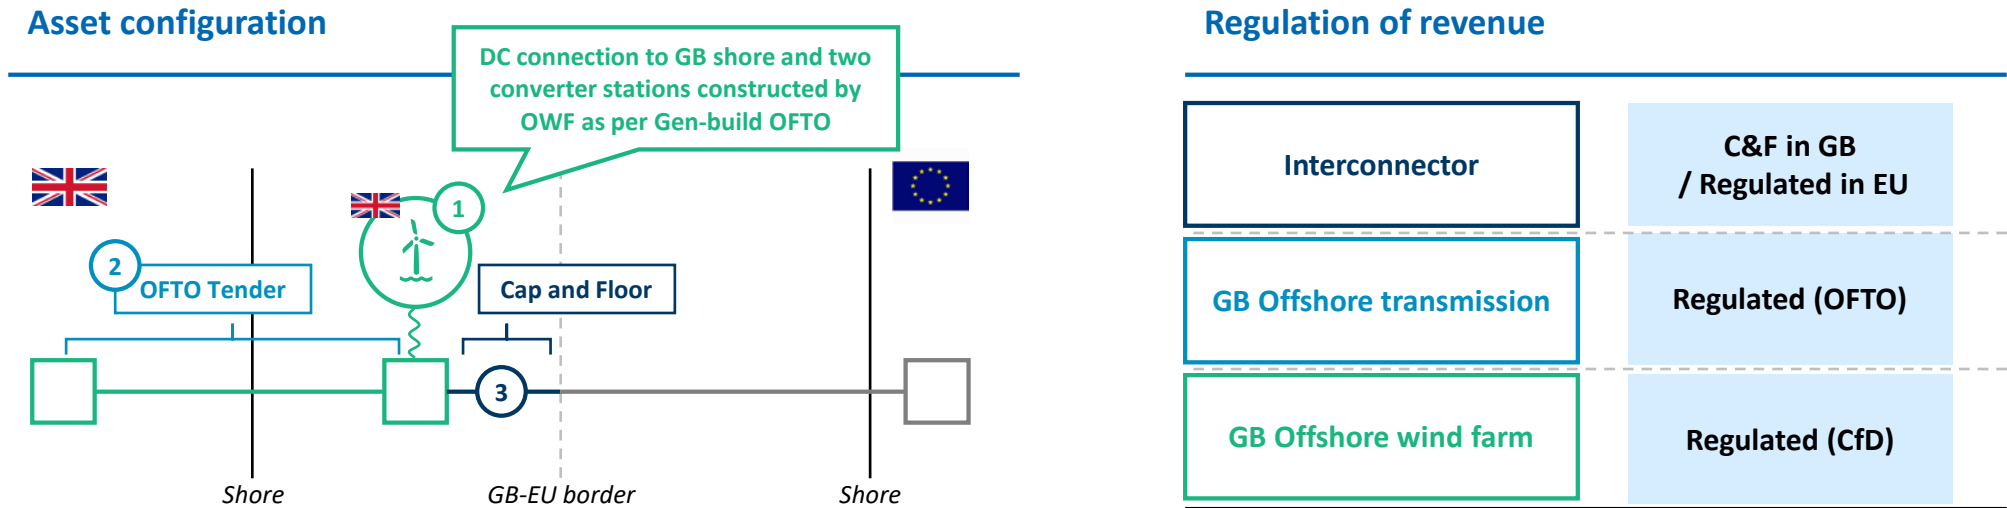 Asset configuration
DC connection to GB shore and two
converter stations constructed by
OWF as per Gen-build OFTO
1
2
OFTO Tender
Cap and Floor
3
Shore
GB-EU border
Shore
Regulation of revenue
Interconnector
C&F in GB
/ Regulated in EU
GB Offshore transmission
Regulated (OFTO)
GB Offshore wind farm
Regulated (CfD)